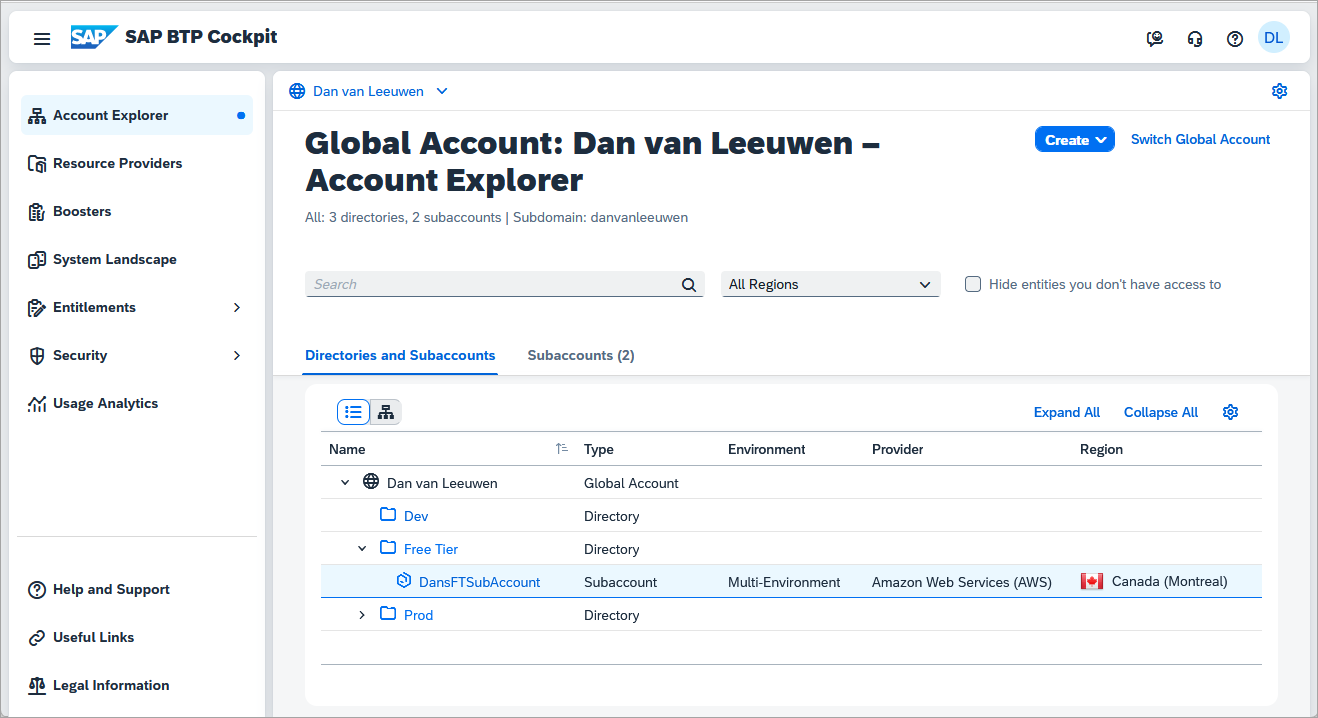 SAP SAP BTP Cockpit
DL
Account Explorer
Resource Providers
Boosters
System Landscape
Entitlements
Security
Usage Analytics
Help and Support
Useful Links
Legal Information
Dan van Leeuwen
Global Account: Dan van Leeuwen –
Account Explorer
Create
Switch Global Account
All: 3 directories, 2 subaccounts | Subdomain: danvanleeuwen
Search
All Regions
Hide entities you don't have access to
Directories and Subaccounts
Subaccounts (2)
Expand All
Collapse All
Name Type Environment Provider Region
Dan van Leeuwen Global Account
Dev Directory
Free Tier Directory
DansFTSubAccount Subaccount Multi-Environment Amazon Web Services (AWS) Canada (Montreal)
Prod Directory